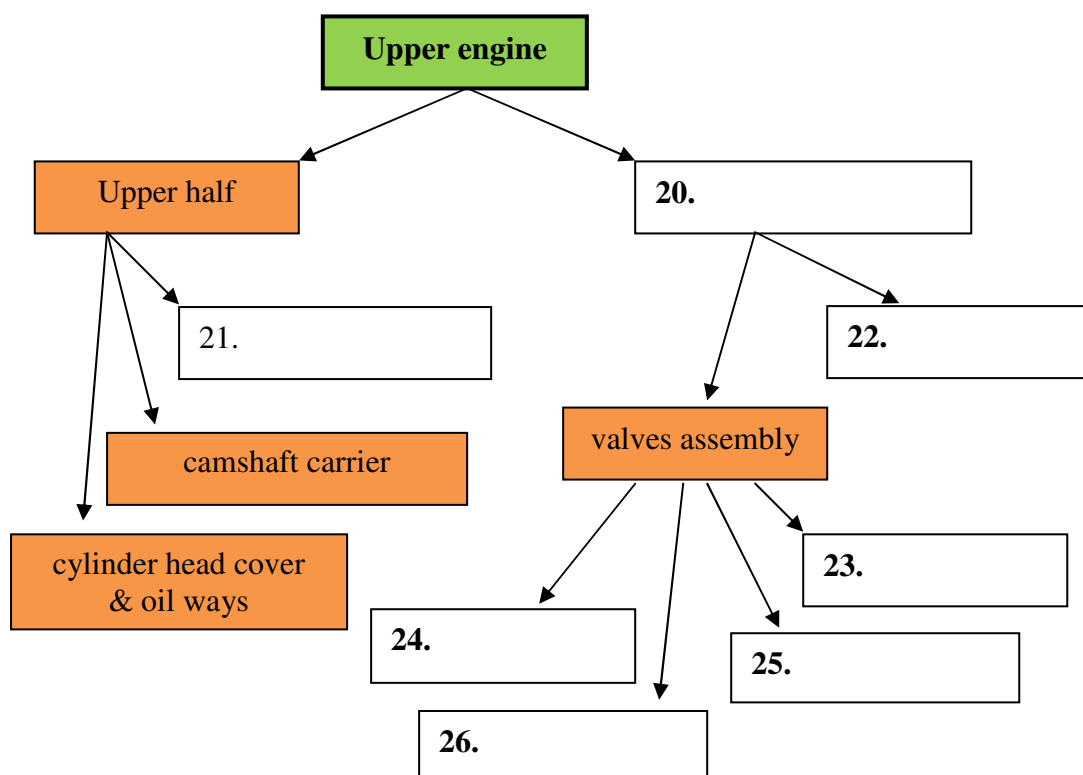 Upper engine
Upper half
20.
21.
22.
camshaft carrier
valves assembly
cylinder head cover
& oil ways
23.
24.
25.
26.